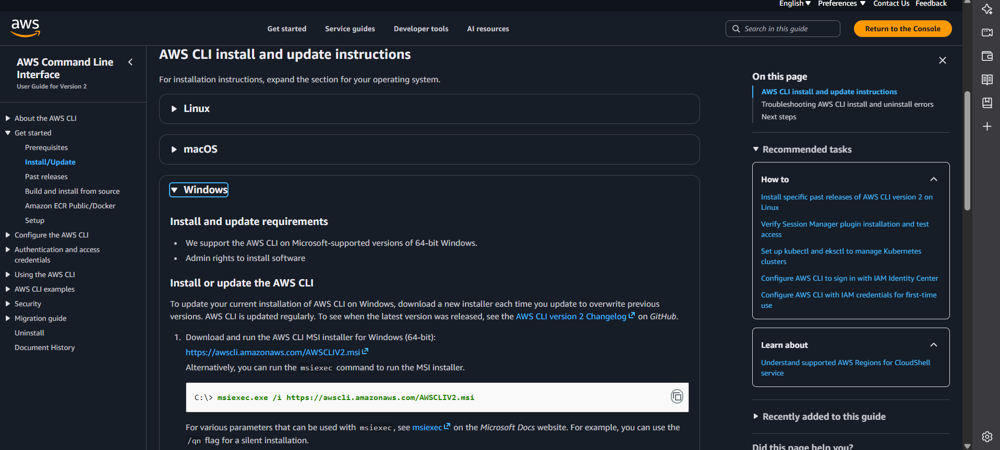 English
Preferences
Contact Us
Feedback
aws
Get started
Service guides
Developer tools
AI resources
Search in this guide
Return to the Console
AWS Command Line
Interface
User Guide for Version 2
About the AWS CLI
Get started
Prerequisites
Install/Update
Past releases
Build and install from source
Amazon ECR Public/Docker
Setup
Configure the AWS CLI
Authentication and access
credentials
Using the AWS CLI
AWS CLI examples
Security
Migration guide
Uninstall
Document History
AWS CLI install and update instructions
For installation instructions, expand the section for your operating system.
Linux
macOS
Windows
Install and update requirements
• We support the AWS CLI on Microsoft-supported versions of 64-bit Windows.
• Admin rights to install software
Install or update the AWS CLI
To update your current installation of AWS CLI on Windows, download a new installer each time you update to overwrite previous
versions. AWS CLI is updated regularly. To see when the latest version was released, see the AWS CLI version 2 Changelog on GitHub.
1. Download and run the AWS CLI MSI installer for Windows (64-bit):
https://awscli.amazonaws.com/AWSCLIV2.msi
Alternatively, you can run the msiexec command to run the MSI installer.
C:\> msiexec.exe /i https://awscli.amazonaws.com/AWSCLIV2.msi
For various parameters that can be used with msiexec, see msiexec on the Microsoft Docs website. For example, you can use the
/qn flag for a silent installation.
On this page
AWS CLI install and update instructions
Troubleshooting AWS CLI install and uninstall errors
Next steps
Recommended tasks
How to
Install specific past releases of AWS CLI version 2 on
Linux
Verify Session Manager plugin installation and test
access
Set up kubectl and eksctl to manage Kubernetes
clusters
Configure AWS CLI to sign in with IAM Identity Center
Configure AWS CLI with IAM credentials for first-time
use
Learn about
Understand supported AWS Regions for CloudShell
service
Recently added to this guide
Did this page help you?